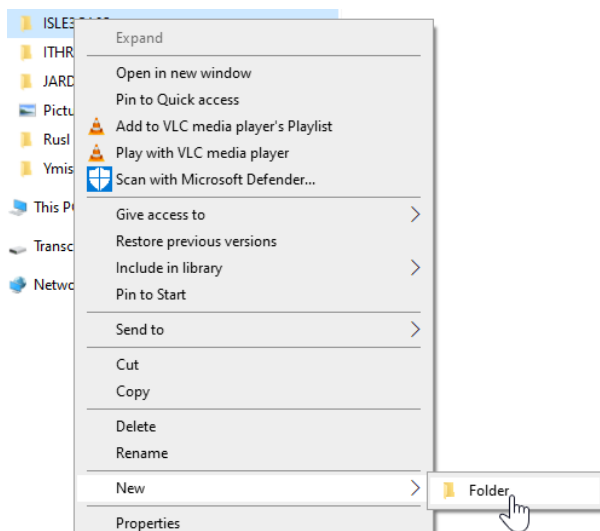 ISLE3
ITHR
JARD
Pictu
Rusl
Ymis
This P
Transc
Netwo
Expand
Open in new window
Pin to Quick access
Add to VLC media player's Playlist
Play with VLC media player
Scan with Microsoft Defender...
Give access to
Restore previous versions
Include in library
Pin to Start
Send to
Cut
Copy
Delete
Rename
New
Folder
Properties